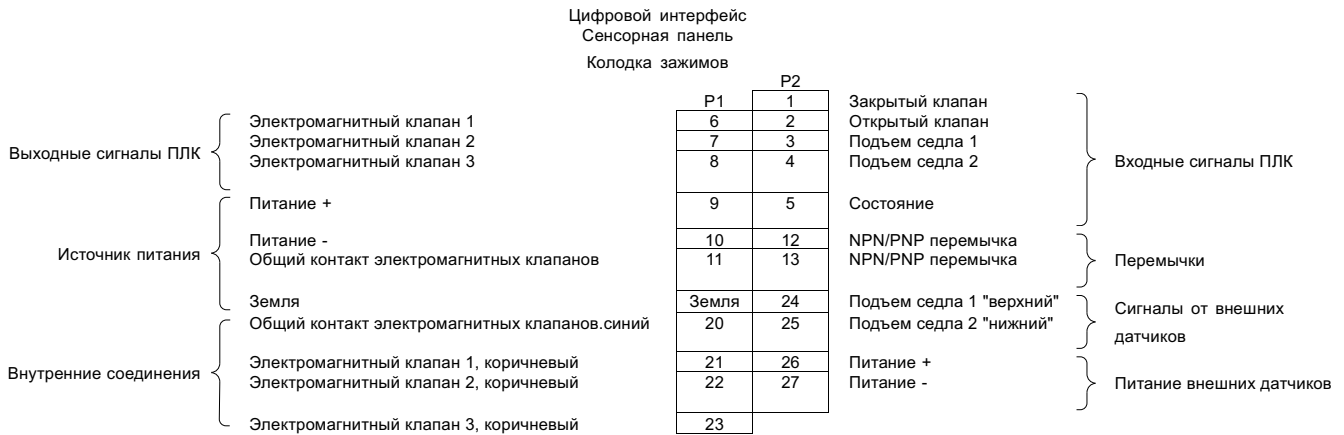 Цифровой интерфейс
Сенсорная панель
Колодка зажимов
P2
P1 1 Закрытый клапан
Электромагнитный клапан 1 6 2 Открытый клапан
Электромагнитный клапан 2 7 3 Подъем седла 1
Выходные сигналы ПЛК Электромагнитный клапан 3 8 4 Подъем седла 2 Входные сигналы ПЛК
Питание + 9 5 Состояние
Питание - 10 12 NPN/PNP перемычка
Источник питания Общий контакт электромагнитных клапанов 11 13 NPN/PNP перемычка Перемычки
Земля Земля 24 Подъем седла 1 "верхний" Сигналы от внешних
Общий контакт электромагнитных клапанов.синий 20 25 Подъем седла 2 "нижний" датчиков
Электромагнитный клапан 1, коричневый 21 26 Питание +
Внутренние соединения Электромагнитный клапан 2, коричневый 22 27 Питание - Питание внешних датчиков
Электромагнитный клапан 3, коричневый 23